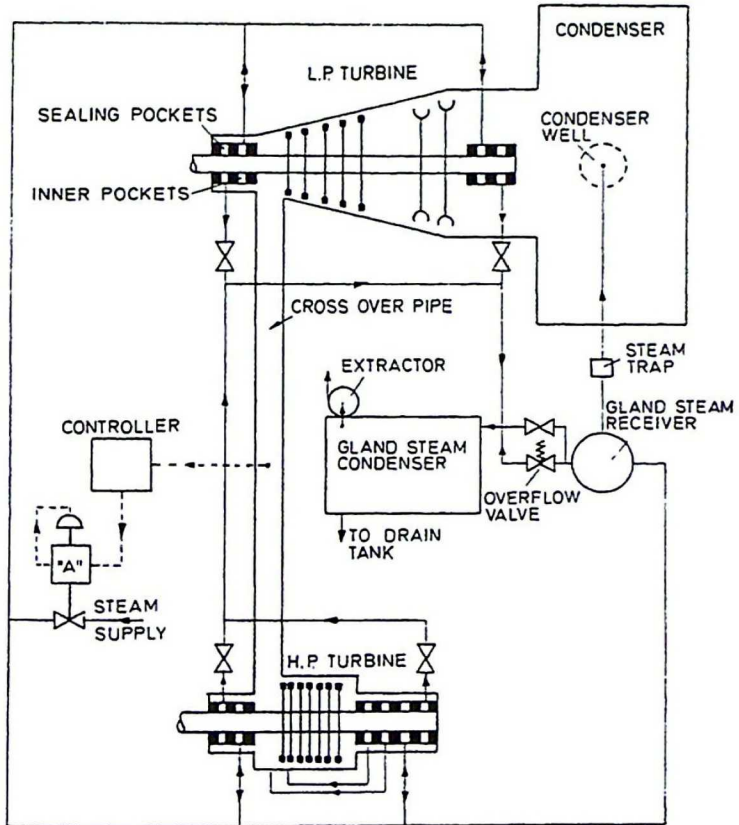 CONDENSER
L.P. TURBINE
SEALING POCKETS
CONDENSER
WELL
INNER POCKETS
CROSS OVER PIPE
STEAM
TRAP
EXTRACTOR
GLAND STEAM
RECEIVER
CONTROLLER
GLAND STEAM
CONDENSER
OVERFLOW
VALVE
TO DRAIN
TANK
"A"
STEAM
SUPPLY
H.P. TURBINE